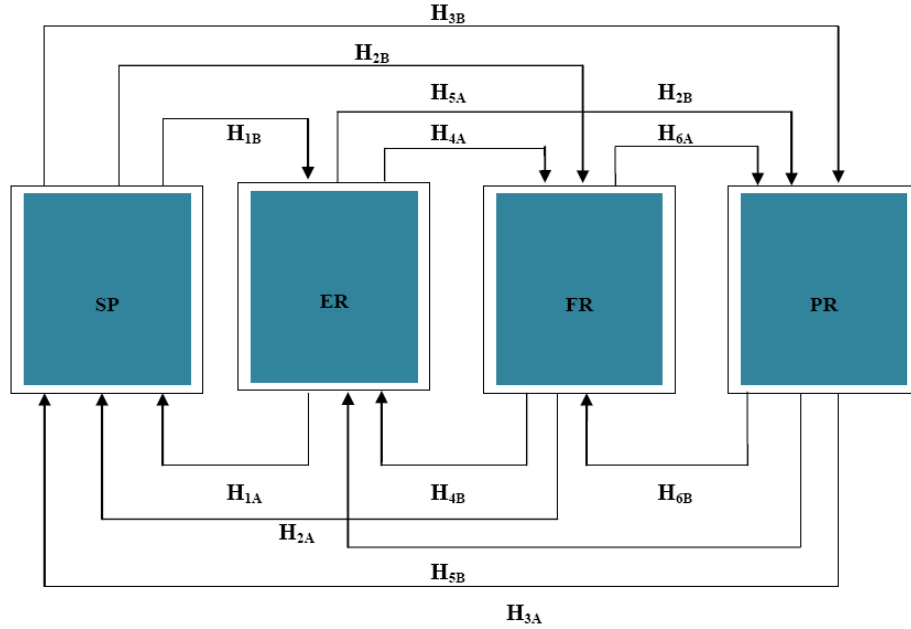 H3B
H2B
H5A H2B
H1B H4A H6A
SP ER FR PR
H1A H4B H6B
H2A
H5B
H3A